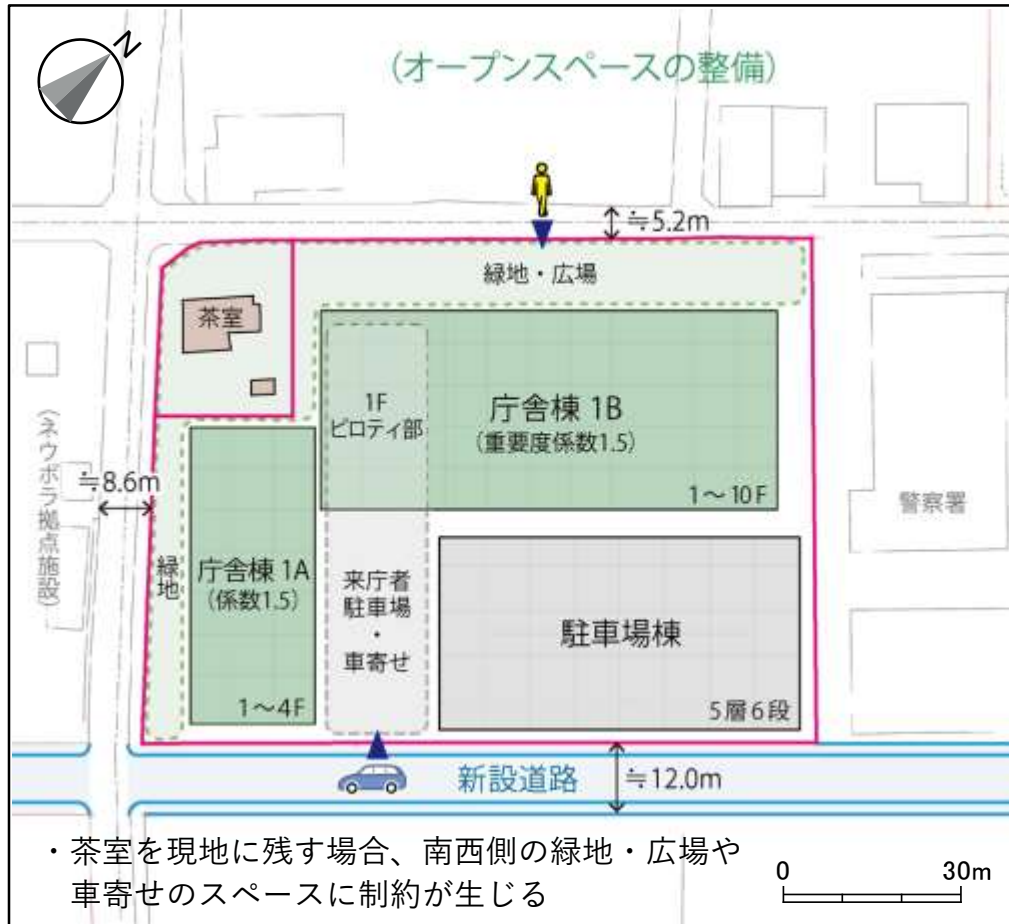 N
（オープンスペースの整備）
≒5.2m
緑地・広場
茶室
1F
ピロティ部
庁舎棟 1B
（重要度係数1.5）
1～10F
≒8.6m
（ネウボラ拠点施設）
警察署
緑地
庁舎棟 1A
（係数1.5）
1～4F
来庁者
駐車場
・
車寄せ
駐車場棟
5層6段
新設道路
≒12.0m
・茶室を現地に残す場合、南西側の緑地・広場や
車寄せのスペースに制約が生じる
0 30m